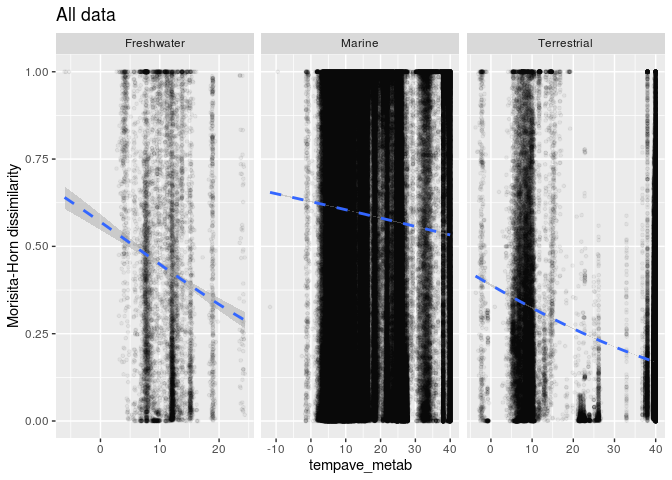 All data
Freshwater Marine Terrestrial
Morisita-Horn dissimilarity
1.00
0.75
0.50
0.25
0.00
0 10 20 -10 0 10 20 30 40 0 10 20 30 40
tempave_metab